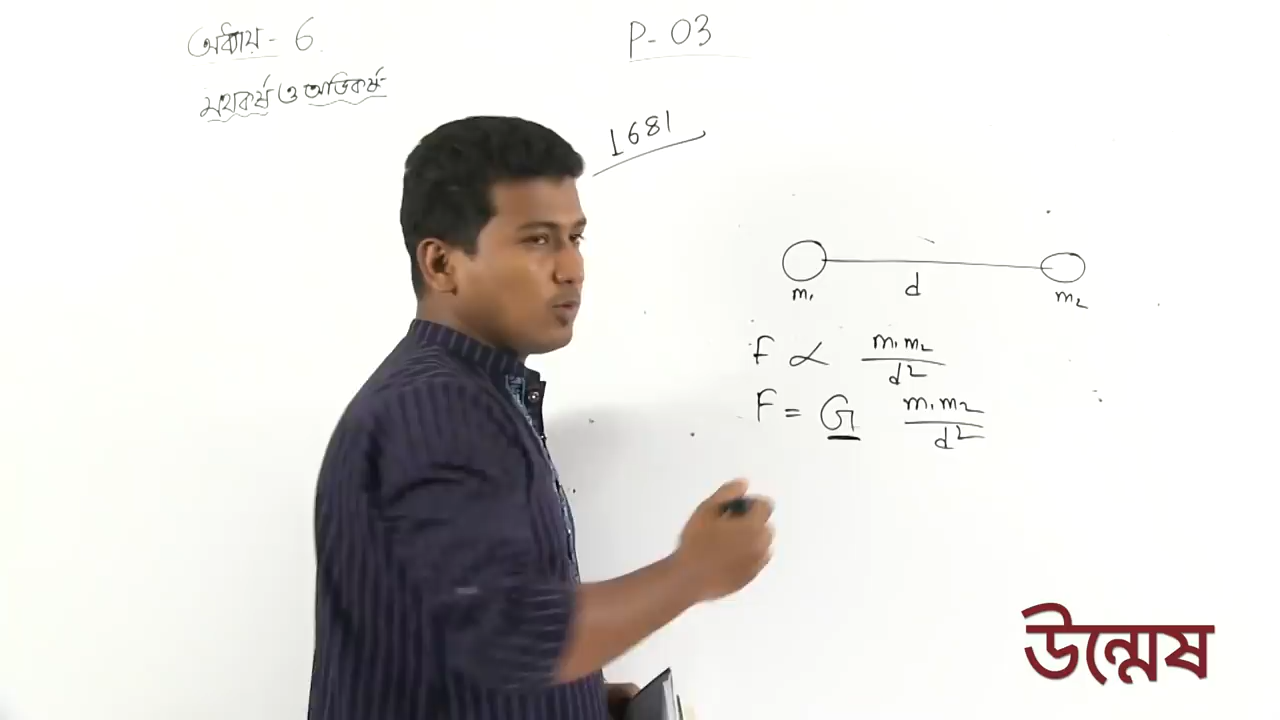 অধ্যায় - 6
মহাকর্ষ ও অভিকর্ষ
P - 03
1681
m₁ d m₂
F ∝ m₁m₂/d²
F = G m₁m₂/d²
উন্মেষ